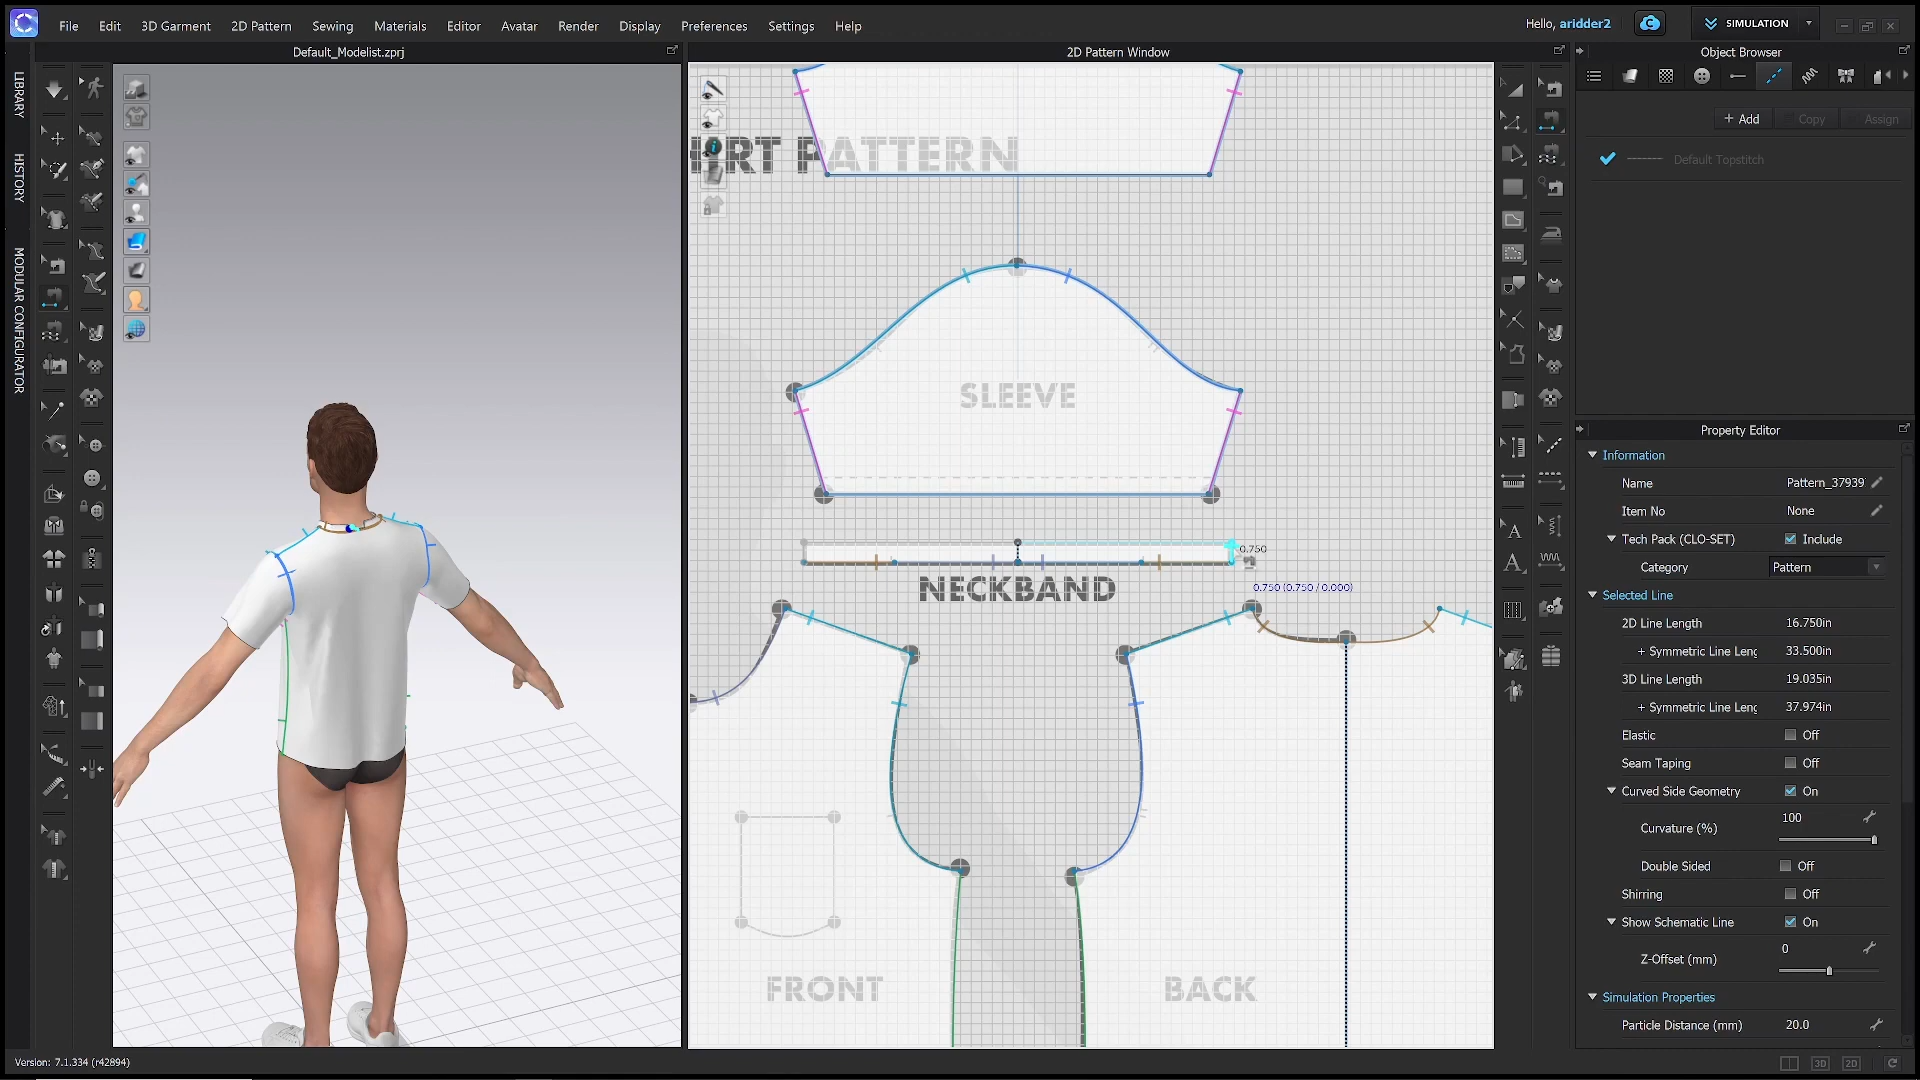 File Edit 3D Garment 2D Pattern Sewing Materials Editor Avatar Render Display Preferences Settings Help
Hello, aridder2
SIMULATION
Default_Modelist.zprj
2D Pattern Window
Object Browser
LIBRARY
HISTORY
MODULAR CONFIGURATOR
+ Add
Copy
Assign
Default Topstitch
IRT PATTERN
SLEEVE
0.750
0.750 (0.750 / 0.000)
NECKBAND
FRONT
BACK
Property Editor
Information
Name Pattern_37939
Item No None
Tech Pack (CLO-SET) Include
Category Pattern
Selected Line
2D Line Length 16.750in
+ Symmetric Line Leng 33.500in
3D Line Length 19.035in
+ Symmetric Line Leng 37.974in
Elastic Off
Seam Taping Off
Curved Side Geometry On
Curvature (%) 100
Double Sided Off
Shirring Off
Show Schematic Line On
Z-Offset (mm) 0
Simulation Properties
Particle Distance (mm) 20.0
Version: 7.1.334 (r42894)
3D
2D